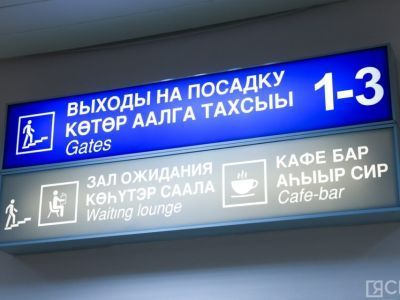 ВЫХОДЫ НА ПОСАДКУ
КӨТӨР ААЛГА ТАХСЫЫ
Gates
1-3
ЗАЛ ОЖИДАНИЯ
КӨҺҮТЭР СААЛА
Waiting lounge
КАФЕ БАР
АҺЫЫР СИР
Cafe-bar